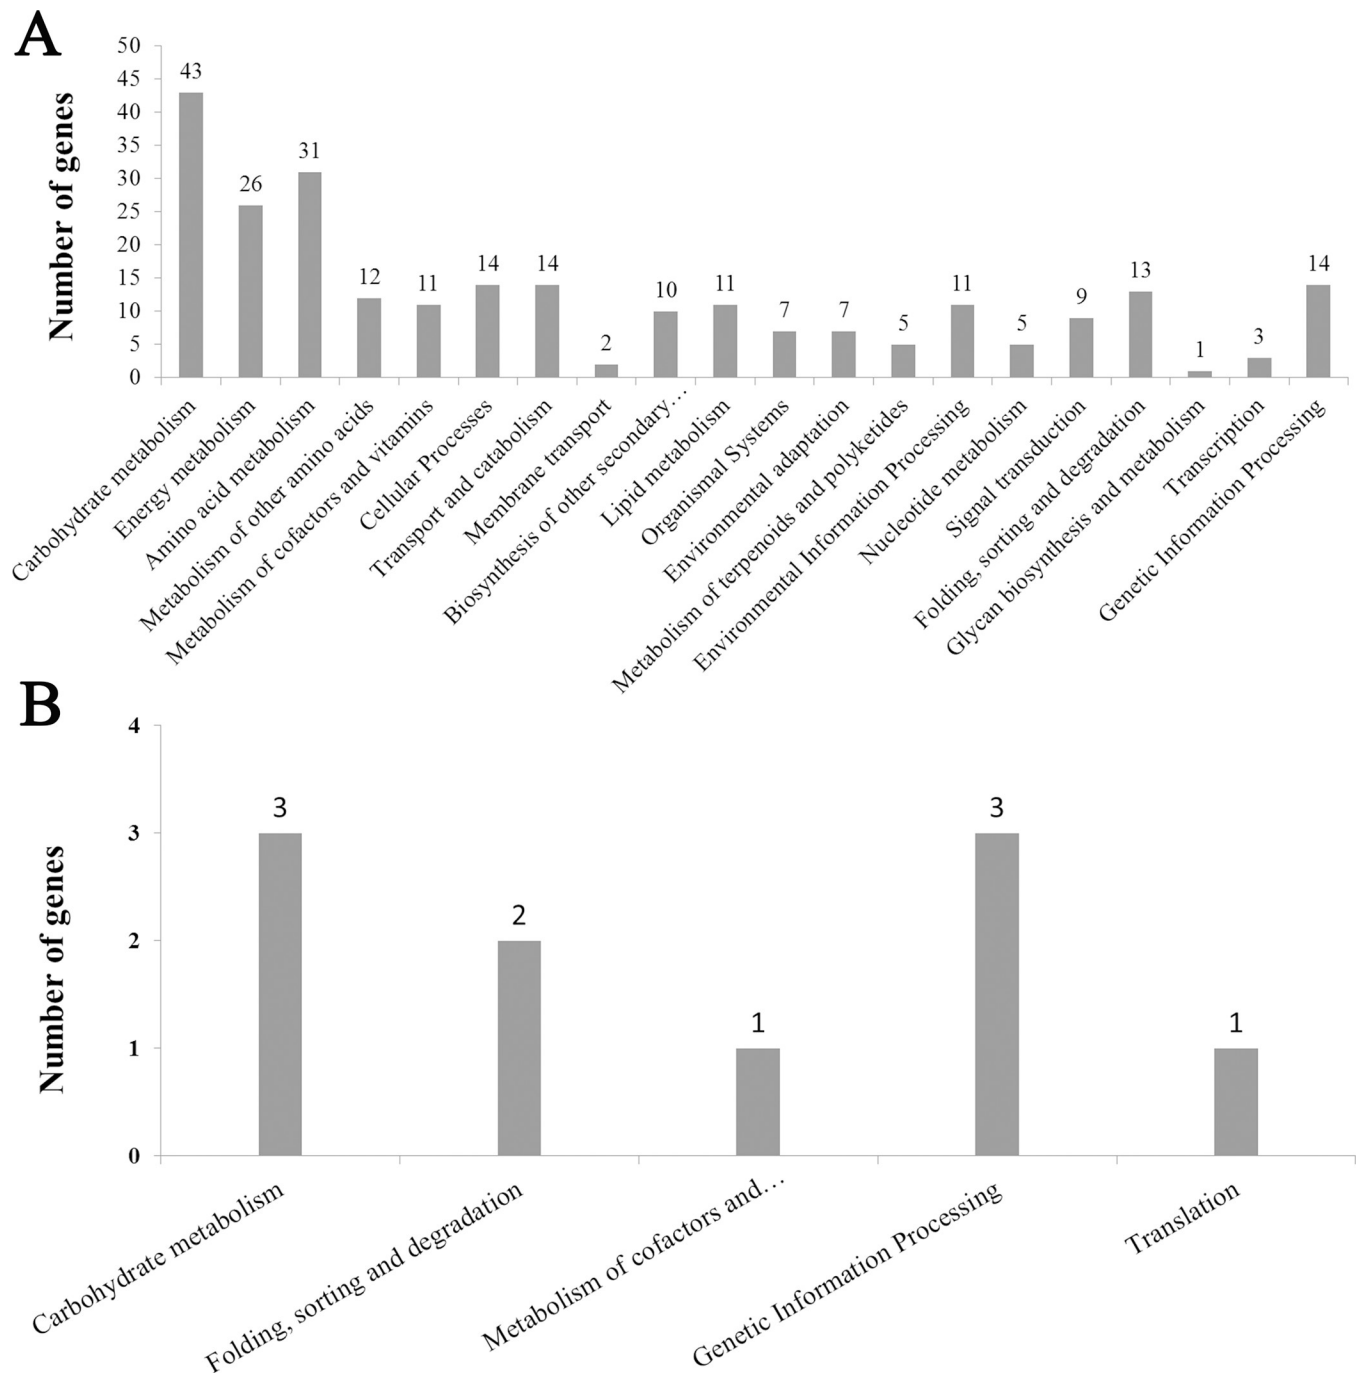 A
Number of genes
50
45
40
35
30
25
20
15
10
5
0
43
26
31
12
11
14
14
2
10
11
7
7
5
11
5
9
13
1
3
14
Carbohydrate metabolism
Energy metabolism
Amino acid metabolism
Metabolism of other amino acids
Metabolism of cofactors and vitamins
Cellular Processes
Transport and catabolism
Membrane transport
Biosynthesis of other secondary…
Lipid metabolism
Organismal Systems
Environmental adaptation
Metabolism of terpenoids and polyketides
Environmental Information Processing
Nucleotide metabolism
Signal transduction
Folding, sorting and degradation
Glycan biosynthesis and metabolism
Transcription
Genetic Information Processing
B
Number of genes
4
3
2
1
0
3
2
1
3
1
Carbohydrate metabolism
Folding, sorting and degradation
Metabolism of cofactors and…
Genetic Information Processing
Translation